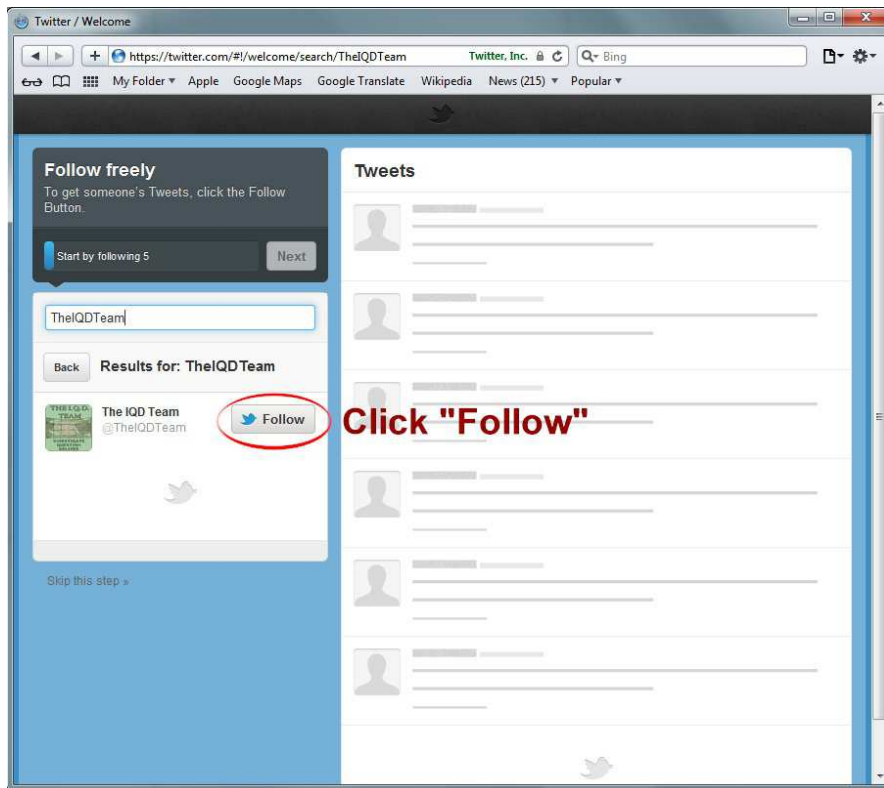 Twitter / Welcome
https://twitter.com/#!/welcome/search/TheIQDTeam Twitter, Inc. Bing
My Folder Apple Google Maps Google Translate Wikipedia News (215) Popular
Follow freely
To get someone's Tweets, click the Follow
Button.
Start by following 5 Next
TheIQDTeam
Back Results for: TheIQDTeam
THE I.Q.D.
TEAM
The IQD Team
@TheIQDTeam
Follow
Click "Follow"
Skip this step »
Tweets